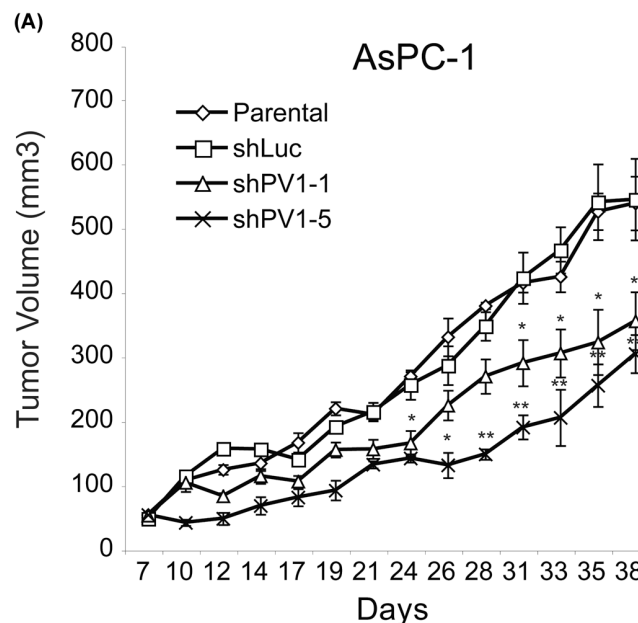 (A)
AsPC-1
800
700
600
500
400
300
200
100
0
Tumor Volume (mm3)
Parental
shLuc
shPV1-1
shPV1-5
* * * *
* ** ** ** ** **
*
7 10 12 14 17 19 21 24 26 28 31 33 35 38
Days